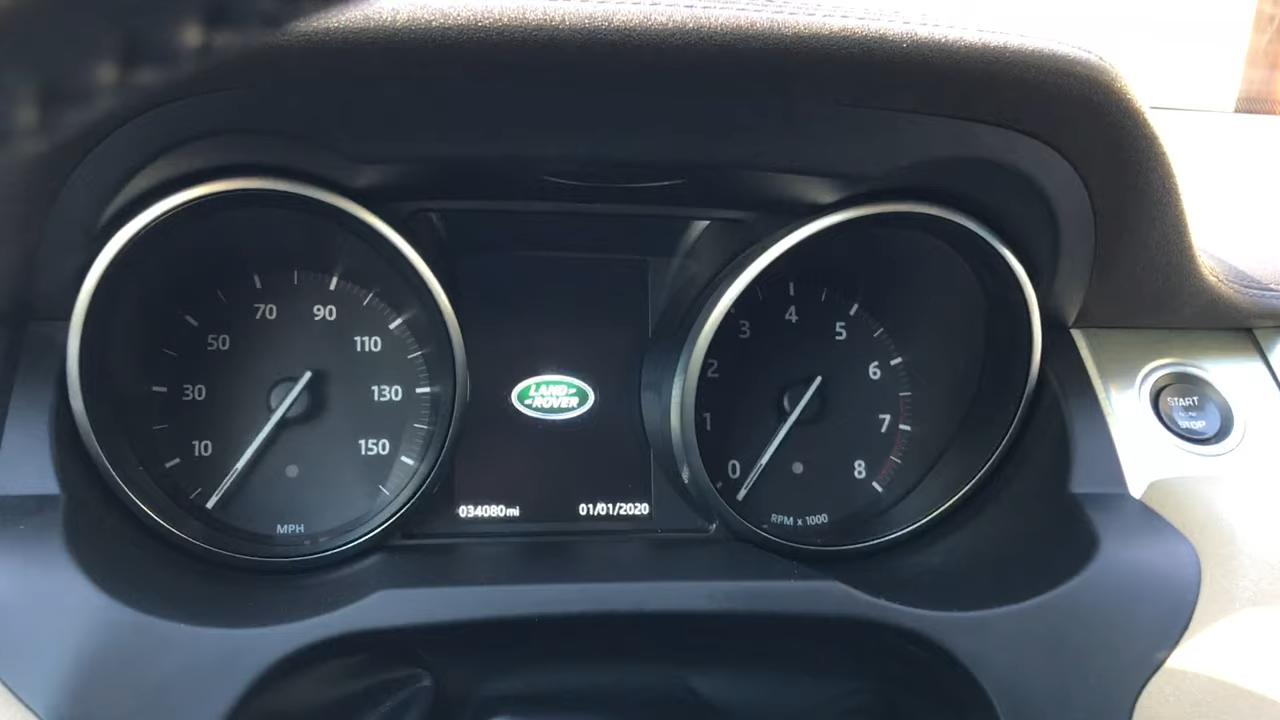 70 90
50 110
30 130
10 150
MPH
LAND
ROVER
034080mi 01/01/2020
4
3 5
2 6
1 7
0 8
RPM x 1000
START
STOP